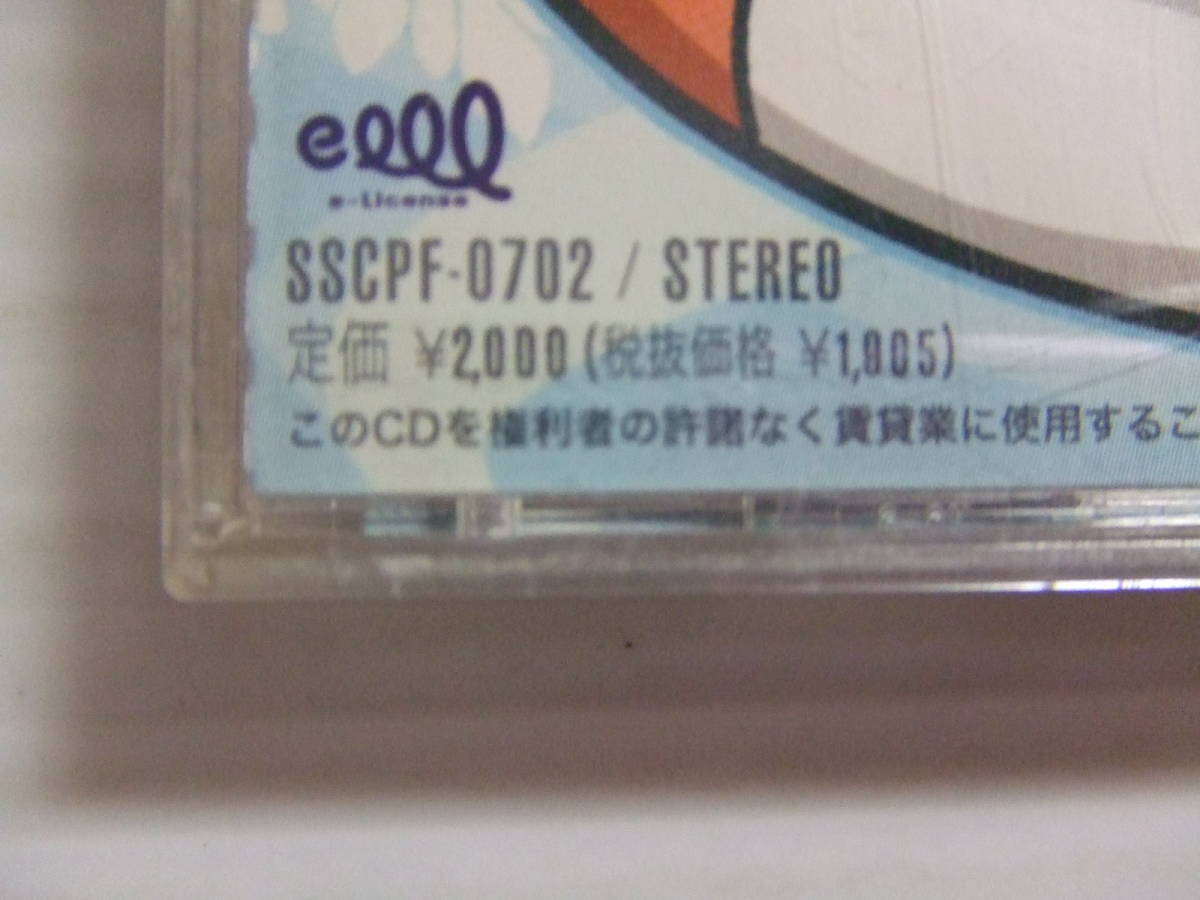 elll
e-License
SSCPF-0702 / STEREO
定価 ¥2,000 (税抜価格 ¥1,905)
このCDを権利者の許諾なく賃貸業に使用するこ